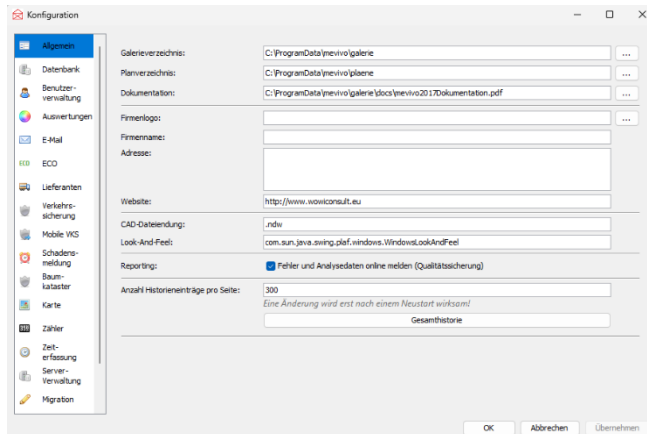 Konfiguration
Allgemein
Datenbank
Benutzer-
verwaltung
Auswertungen
E-Mail
ECO ECO
Lieferanten
Verkehrs-
sicherung
Mobile VKS
Schadens-
meldung
Baum-
kataster
Karte
Zähler
Zeit-
erfassung
Server-
Verwaltung
Migration
Galerieverzeichnis: C:\ProgramData\mevivo\galerie ...
Planverzeichnis: C:\ProgramData\mevivo\plaene ...
Dokumentation: C:\ProgramData\mevivo\galerie\docs\mevivo2017Dokumentation.pdf ...
Firmenlogo: ...
Firmenname:
Adresse:
Website: http://www.wowiconsult.eu
CAD-Dateiendung: .ndw
Look-And-Feel: com.sun.java.swing.plaf.windows.WindowsLookAndFeel
Reporting: Fehler und Analysedaten online melden (Qualitätssicherung)
Anzahl Historieneinträge pro Seite: 300
Eine Änderung wird erst nach einem Neustart wirksam!
Gesamthistorie
OK Abbrechen Übernehmen